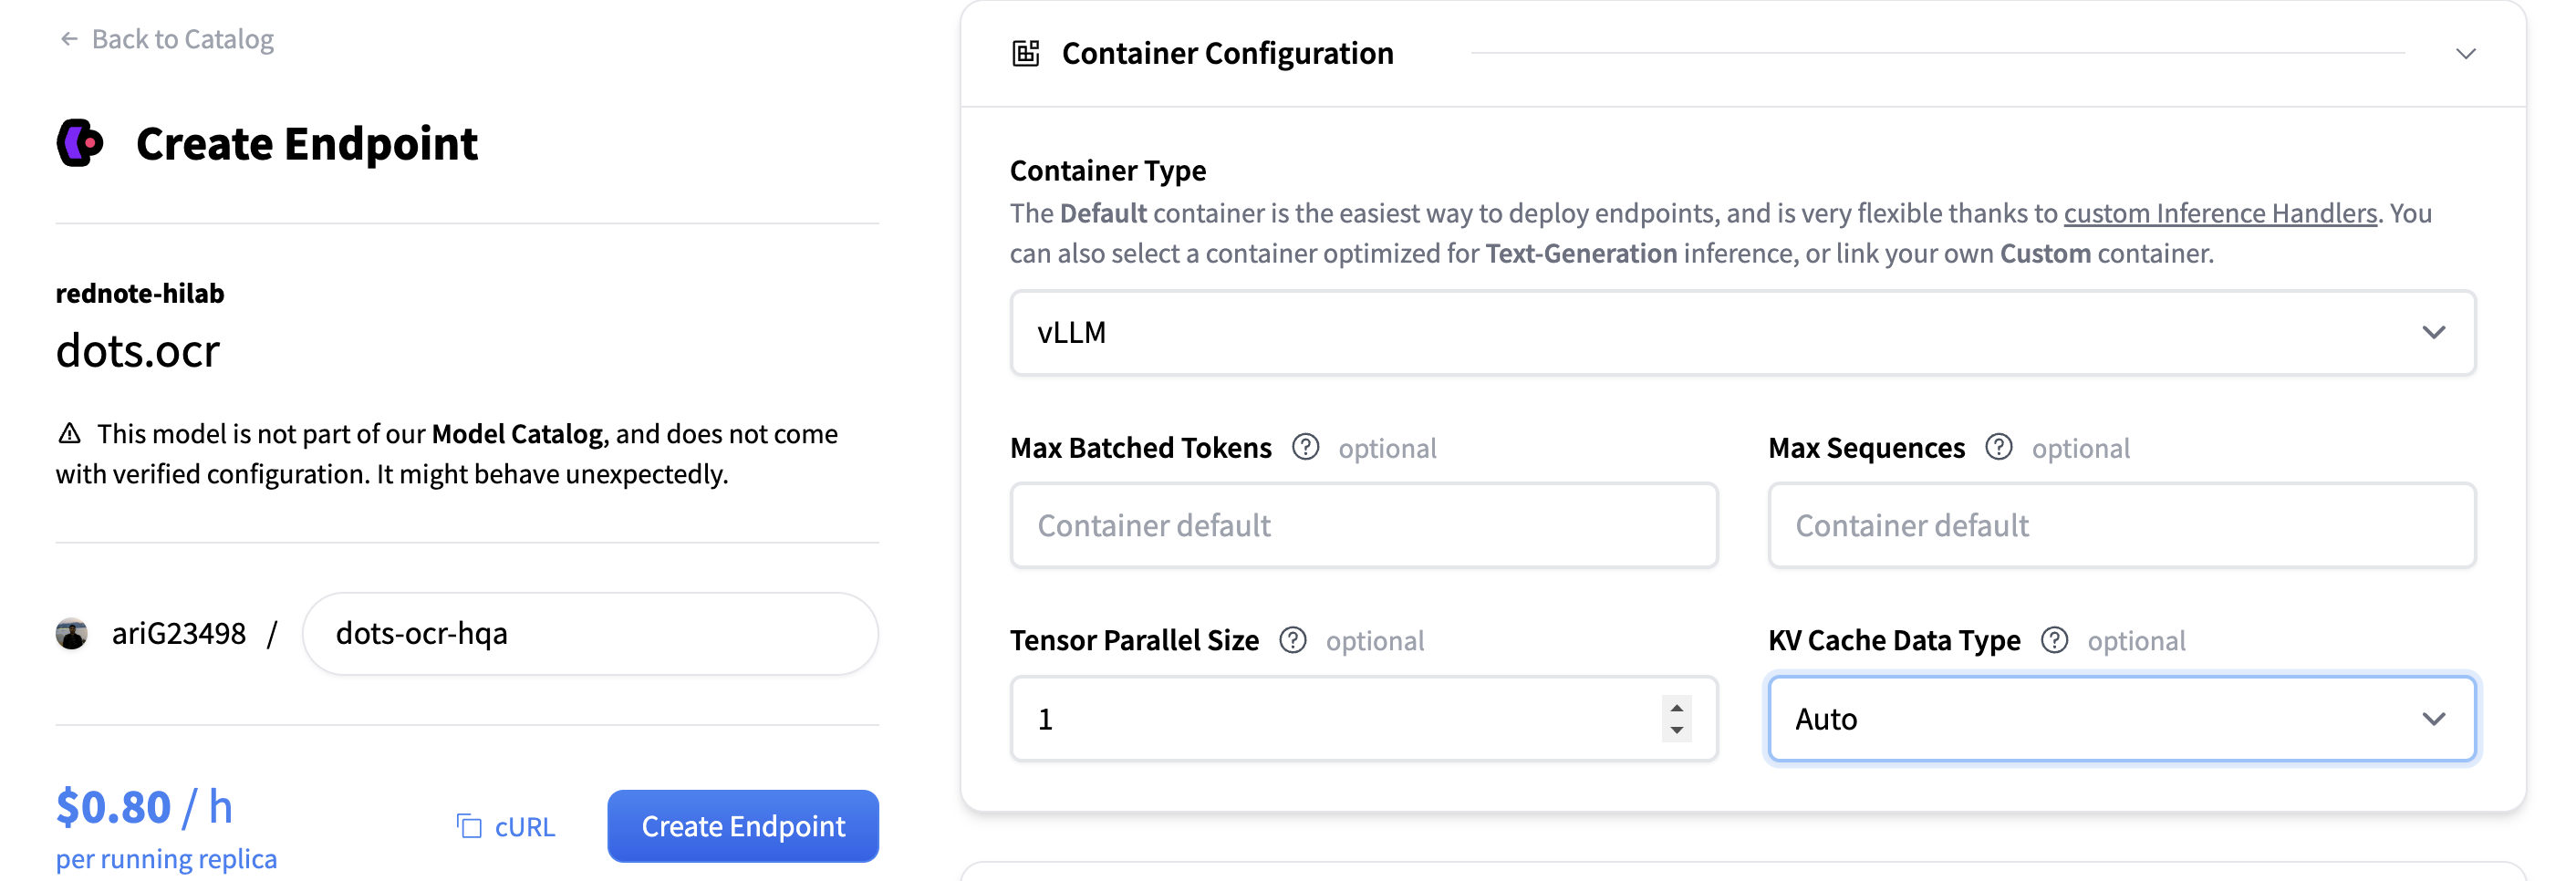 ← Back to Catalog
Create Endpoint
rednote-hilab
dots.ocr
This model is not part of our Model Catalog, and does not come
with verified configuration. It might behave unexpectedly.
ariG23498 / dots-ocr-hqa
$0.80 / h
per running replica
cURL
Create Endpoint
Container Configuration
Container Type
The Default container is the easiest way to deploy endpoints, and is very flexible thanks to custom Inference Handlers. You
can also select a container optimized for Text-Generation inference, or link your own Custom container.
vLLM
Max Batched Tokens ? optional
Container default
Max Sequences ? optional
Container default
Tensor Parallel Size ? optional
1
KV Cache Data Type ? optional
Auto